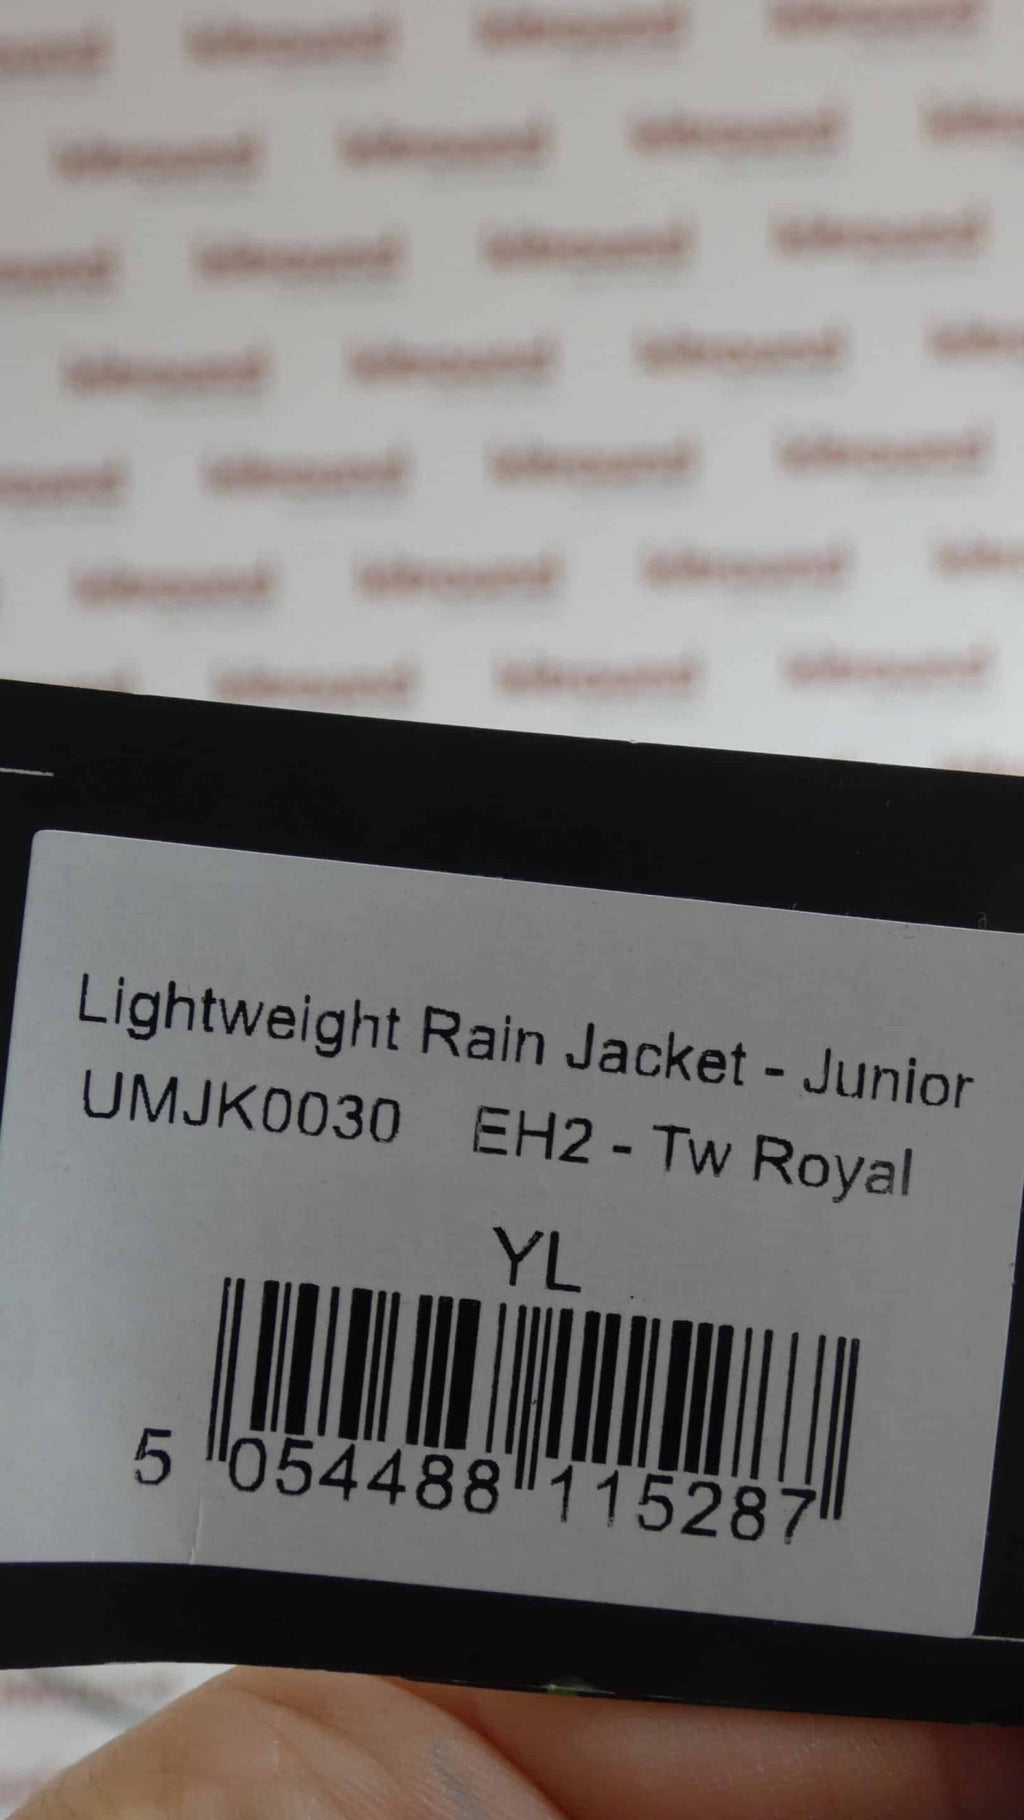 Lightweight Rain Jacket - Junior
UMJK0030 EH2 - Tw Royal
YL
5 054488 115287